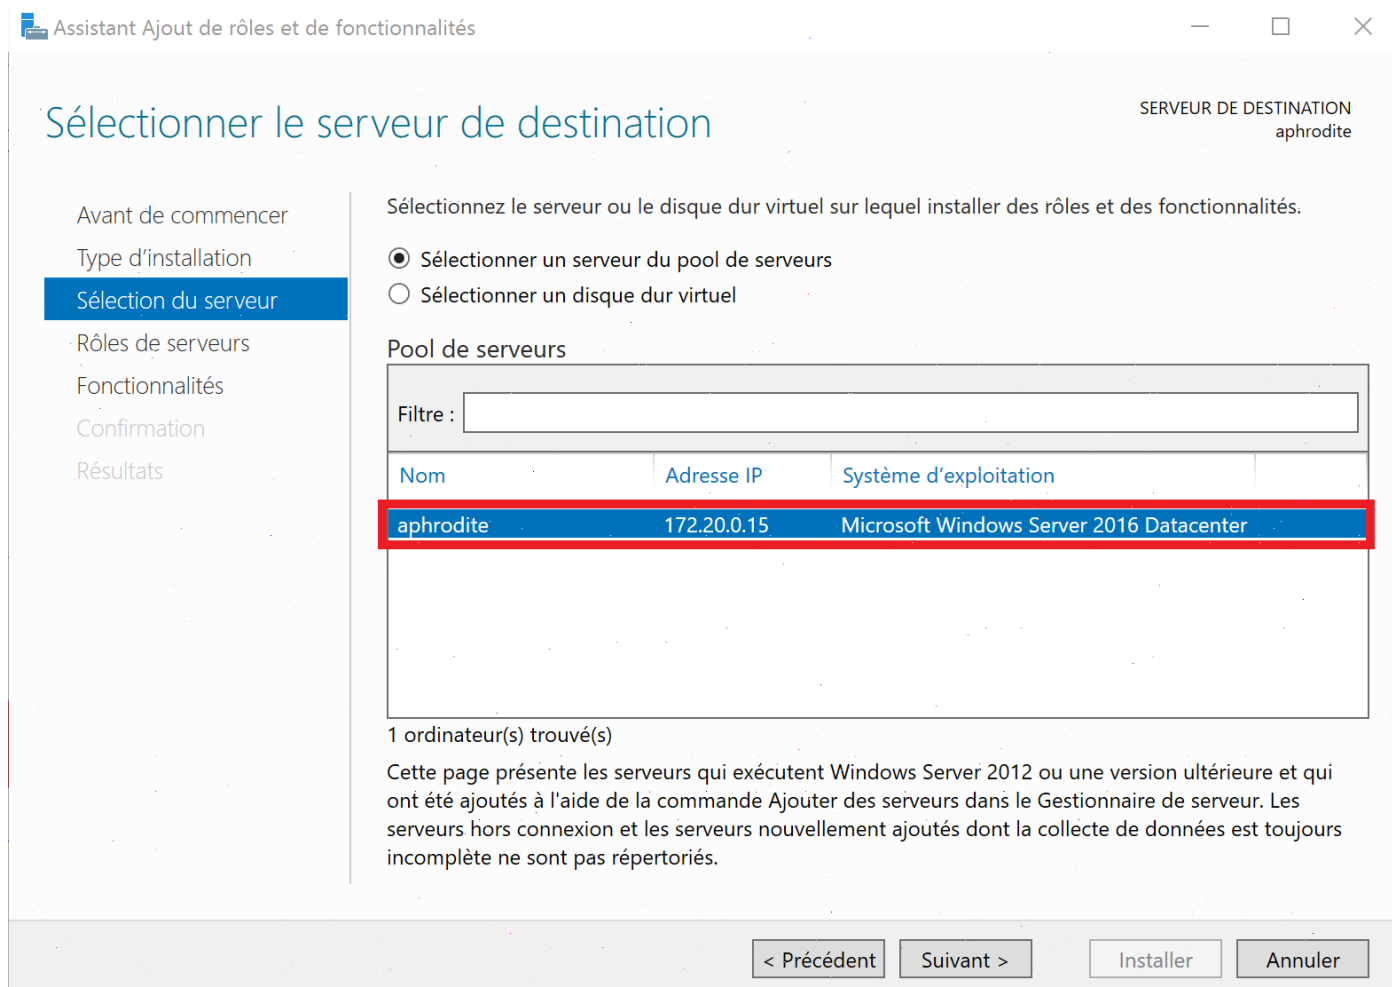 Assistant Ajout de rôles et de fonctionnalités
Sélectionner le serveur de destination
SERVEUR DE DESTINATION
aphrodite
Avant de commencer
Type d'installation
Sélection du serveur
Rôles de serveurs
Fonctionnalités
Confirmation
Résultats
Sélectionnez le serveur ou le disque dur virtuel sur lequel installer des rôles et des fonctionnalités.
Sélectionner un serveur du pool de serveurs
Sélectionner un disque dur virtuel
Pool de serveurs
Filtre :
Nom Adresse IP Système d'exploitation
aphrodite 172.20.0.15 Microsoft Windows Server 2016 Datacenter
1 ordinateur(s) trouvé(s)
Cette page présente les serveurs qui exécutent Windows Server 2012 ou une version ultérieure et qui
ont été ajoutés à l'aide de la commande Ajouter des serveurs dans le Gestionnaire de serveur. Les
serveurs hors connexion et les serveurs nouvellement ajoutés dont la collecte de données est toujours
incomplète ne sont pas répertoriés.
< Précédent Suivant > Installer Annuler